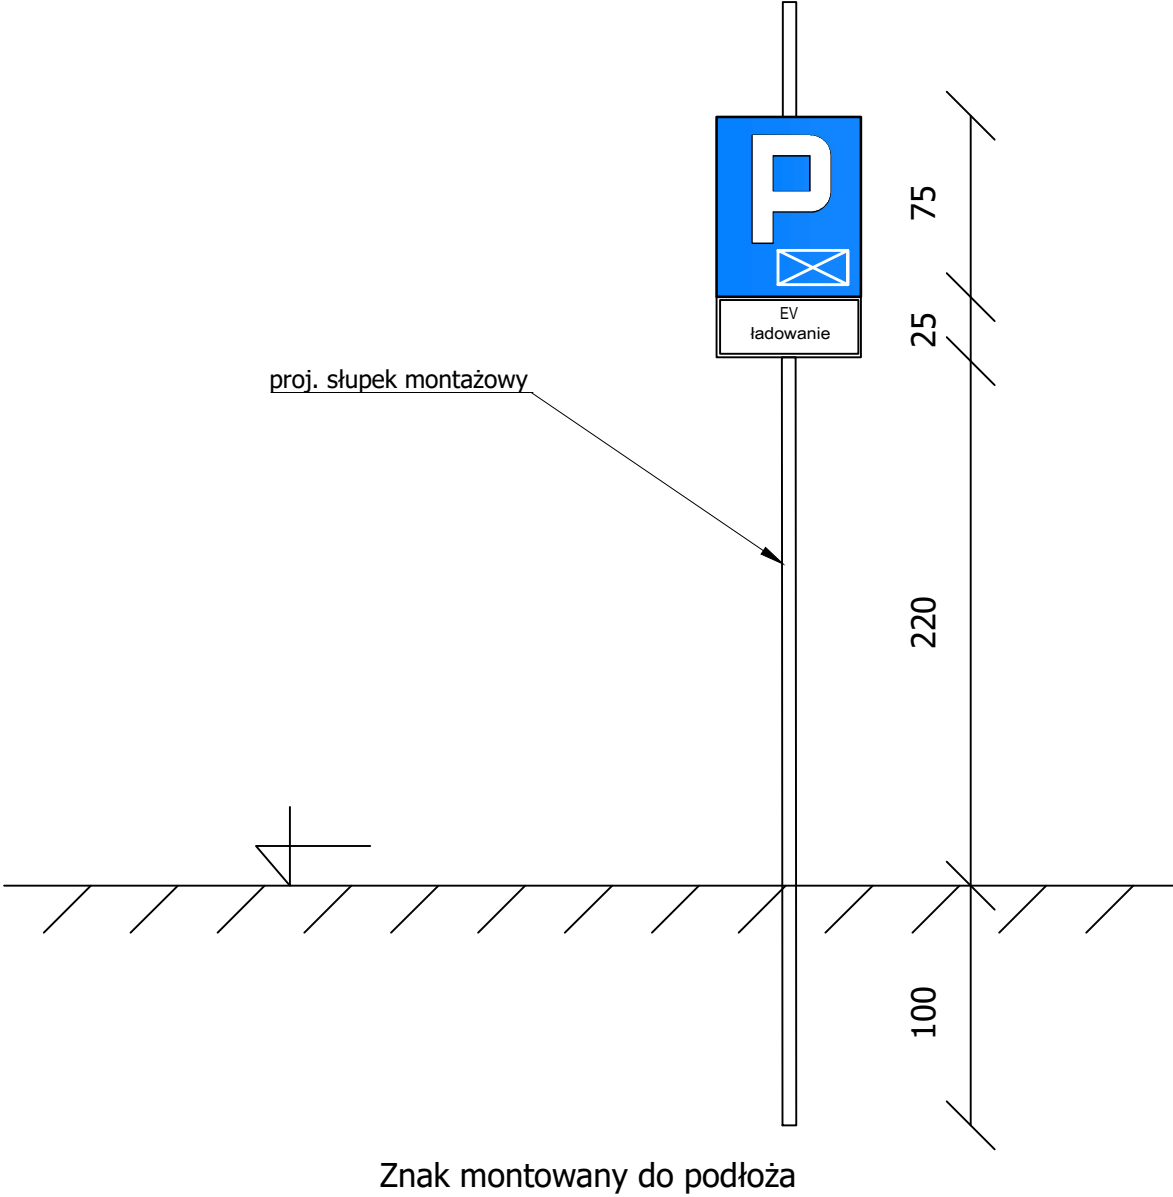 P
75
EV
ładowanie
25
proj. słupek montażowy
220
100
Znak montowany do podłoża